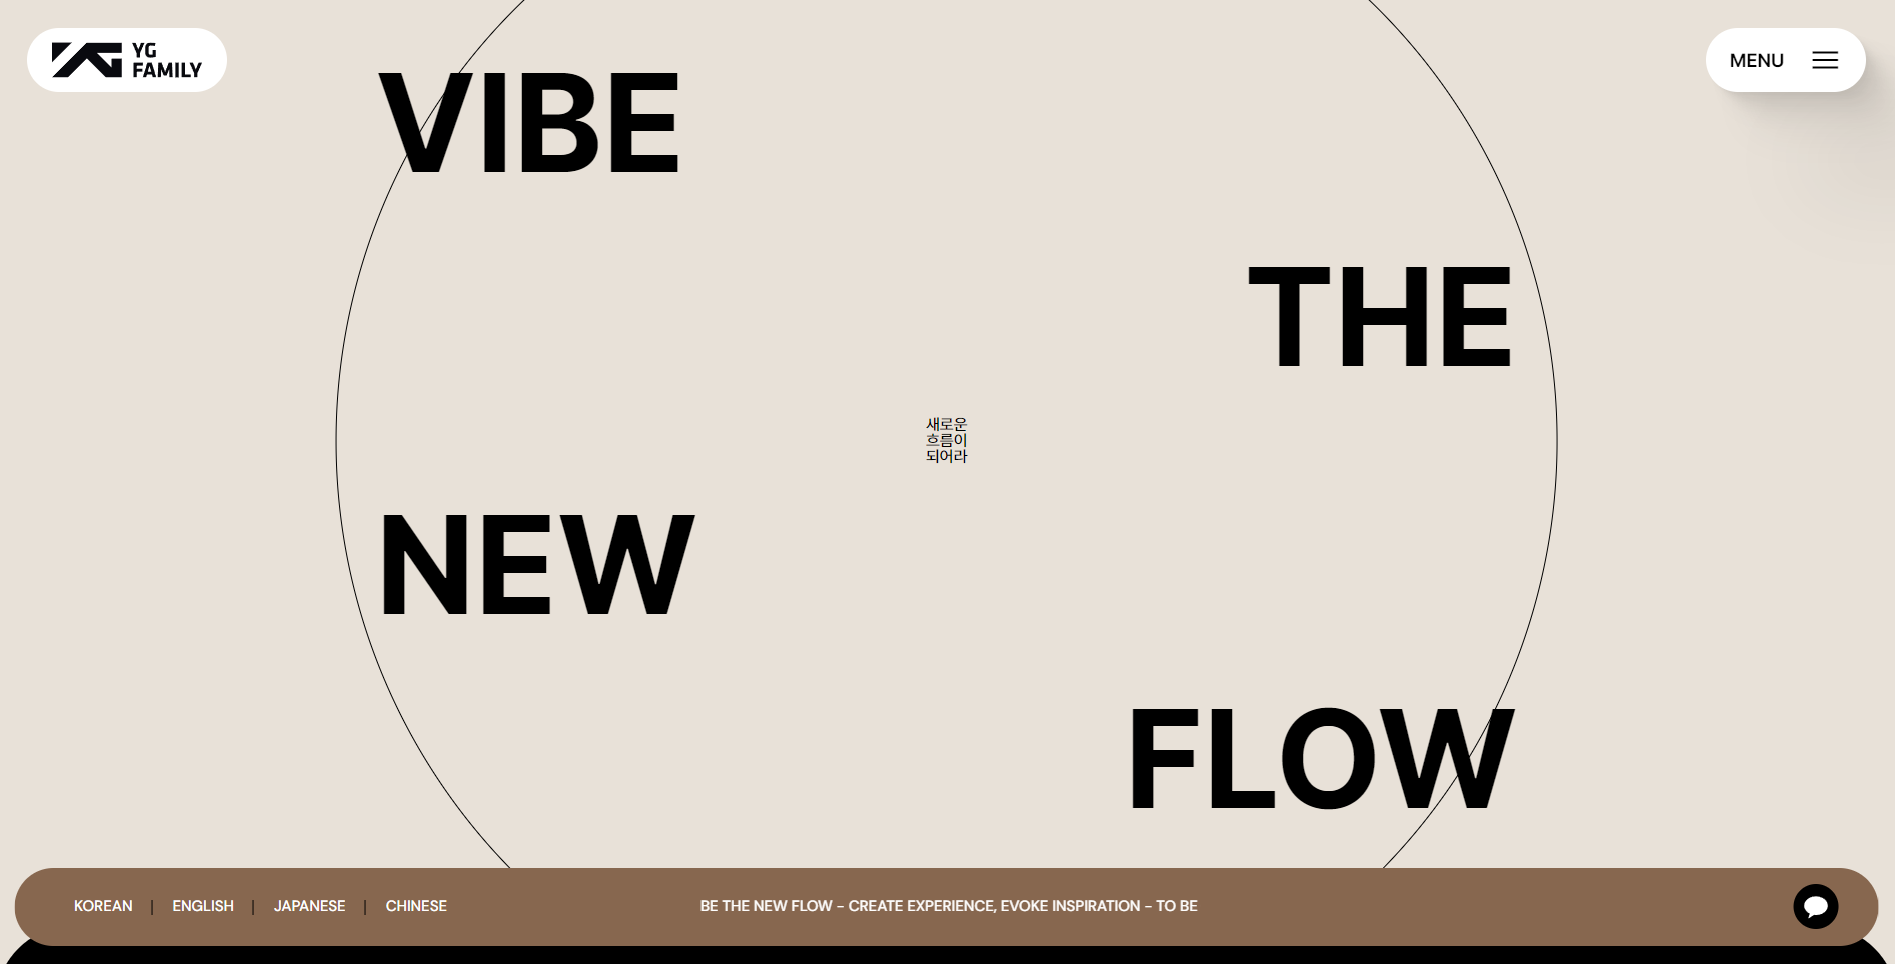 YG
FAMILY
MENU
VIBE
THE
새로운
흐름이
되어라
NEW
FLOW
KOREAN | ENGLISH | JAPANESE | CHINESE
BE THE NEW FLOW - CREATE EXPERIENCE, EVOKE INSPIRATION - TO BE